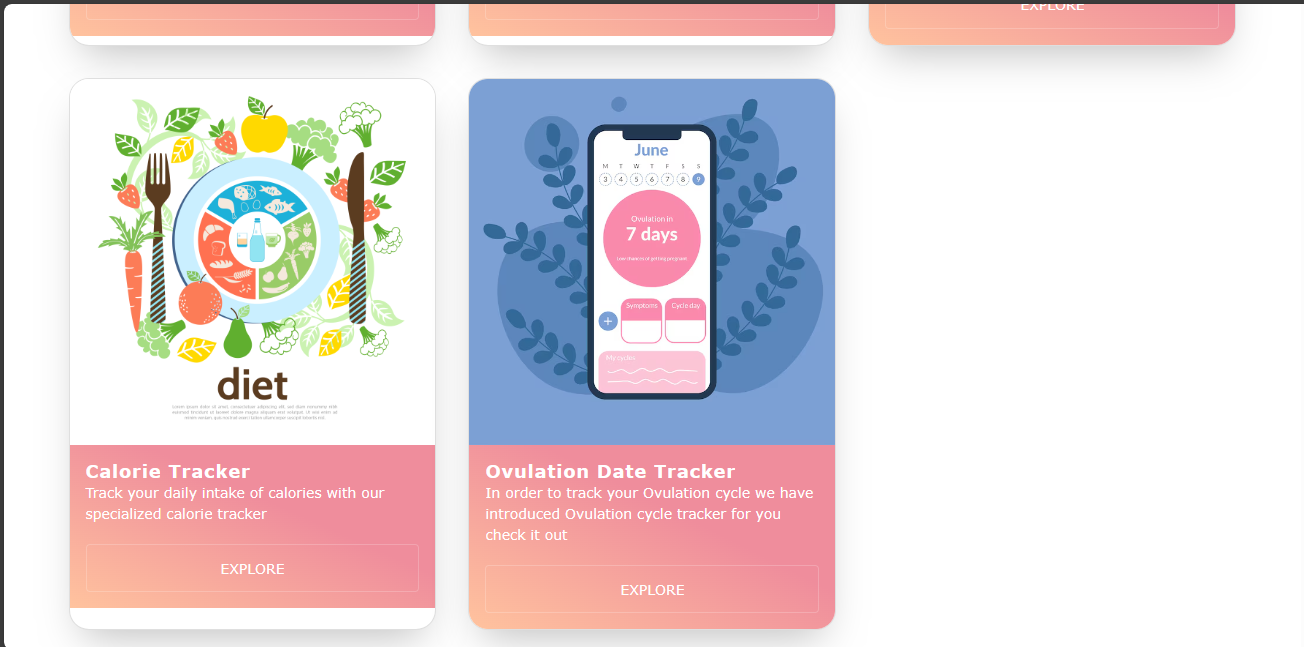 EXPLORE
diet
Calorie Tracker
Track your daily intake of calories with our
specialized calorie tracker
EXPLORE
June
M T W T F S S
3 4 5 6 7 8 9
Ovulation in
7 days
Low chances of getting pregnant
Symptoms
Cycle day
+
My cycles
Ovulation Date Tracker
In order to track your Ovulation cycle we have
introduced Ovulation cycle tracker for you
check it out
EXPLORE